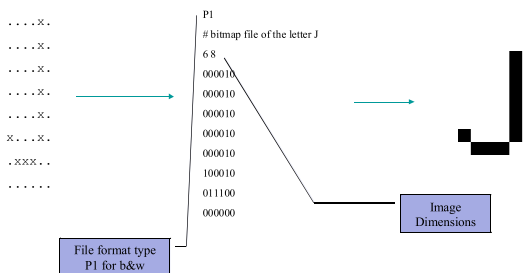 ....x.
....x.
....x.
....x.
....x.
x...x.
.xxx..
......
P1
# bitmap file of the letter J
6 8
000010
000010
000010
000010
000010
100010
011100
000000
Image
Dimensions
File format type
P1 for b&w